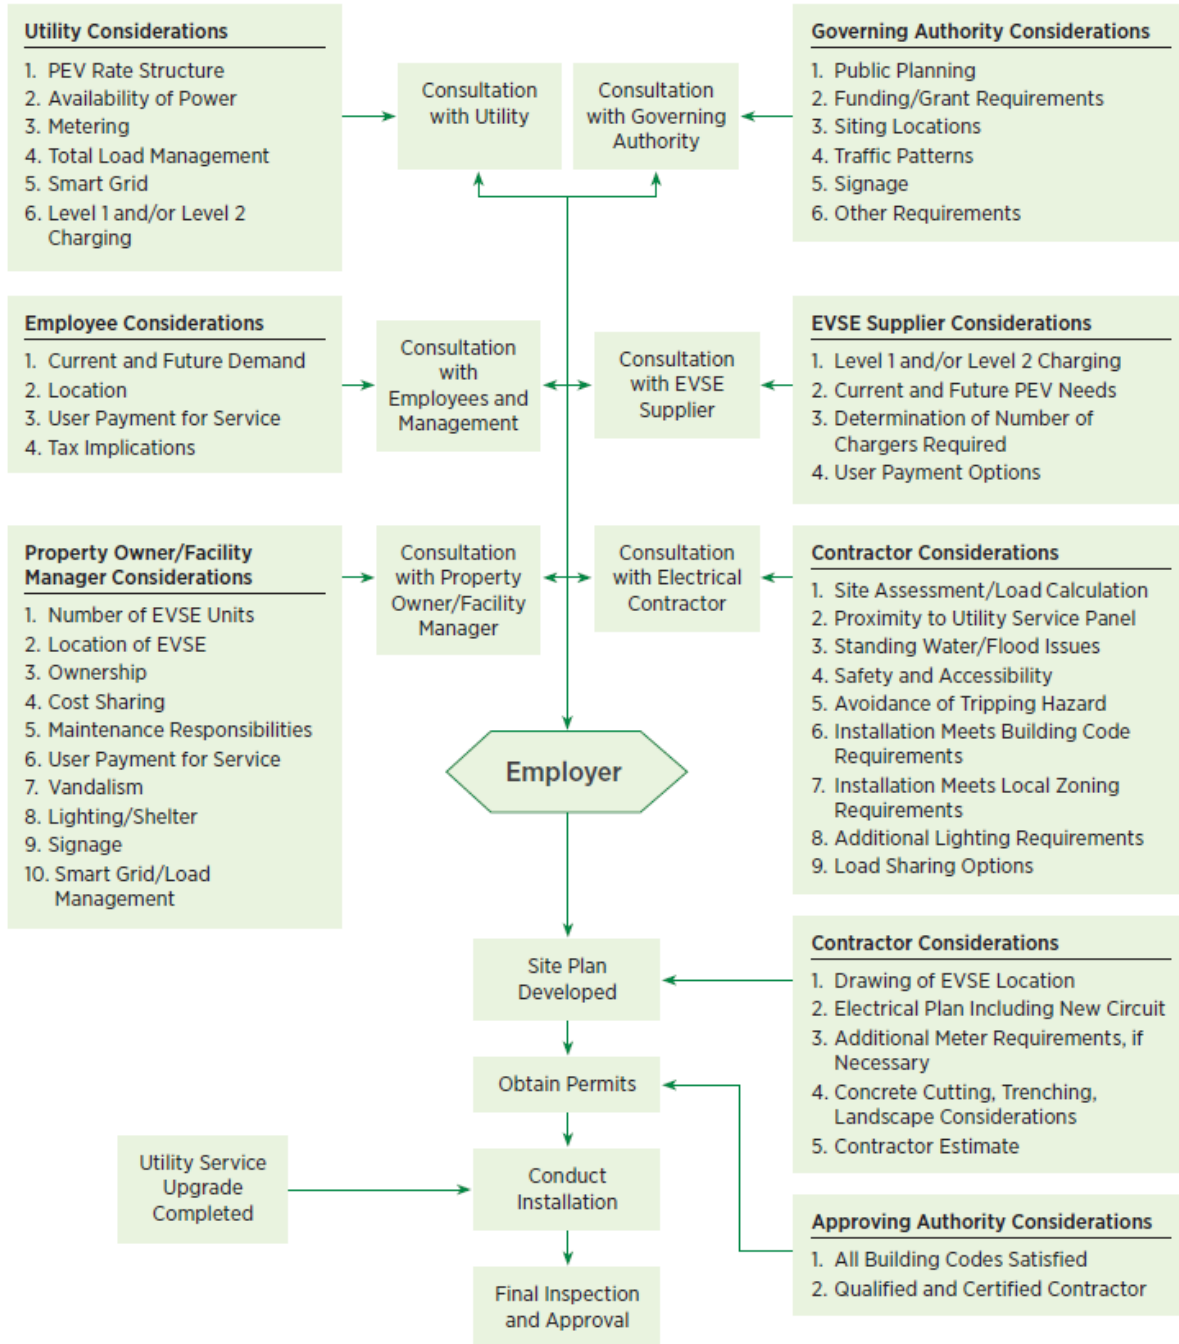 Utility Considerations
1. PEV Rate Structure
2. Availability of Power
3. Metering
4. Total Load Management
5. Smart Grid
6. Level 1 and/or Level 2
Charging
Consultation
with Utility
Consultation
with Governing
Authority
Governing Authority Considerations
1. Public Planning
2. Funding/Grant Requirements
3. Siting Locations
4. Traffic Patterns
5. Signage
6. Other Requirements
Employee Considerations
1. Current and Future Demand
2. Location
3. User Payment for Service
4. Tax Implications
Consultation
with
Employees and
Management
Consultation
with EVSE
Supplier
EVSE Supplier Considerations
1. Level 1 and/or Level 2 Charging
2. Current and Future PEV Needs
3. Determination of Number of
Chargers Required
4. User Payment Options
Property Owner/Facility
Manager Considerations
1. Number of EVSE Units
2. Location of EVSE
3. Ownership
4. Cost Sharing
5. Maintenance Responsibilities
6. User Payment for Service
7. Vandalism
8. Lighting/Shelter
9. Signage
10. Smart Grid/Load
Management
Consultation
with Property
Owner/Facility
Manager
Consultation
with Electrical
Contractor
Contractor Considerations
1. Site Assessment/Load Calculation
2. Proximity to Utility Service Panel
3. Standing Water/Flood Issues
4. Safety and Accessibility
5. Avoidance of Tripping Hazard
6. Installation Meets Building Code
Requirements
7. Installation Meets Local Zoning
Requirements
8. Additional Lighting Requirements
9. Load Sharing Options
Employer
Site Plan
Developed
Contractor Considerations
1. Drawing of EVSE Location
2. Electrical Plan Including New Circuit
3. Additional Meter Requirements, if
Necessary
4. Concrete Cutting, Trenching,
Landscape Considerations
5. Contractor Estimate
Obtain Permits
Utility Service
Upgrade
Completed
Conduct
Installation
Approving Authority Considerations
1. All Building Codes Satisfied
2. Qualified and Certified Contractor
Final Inspection
and Approval